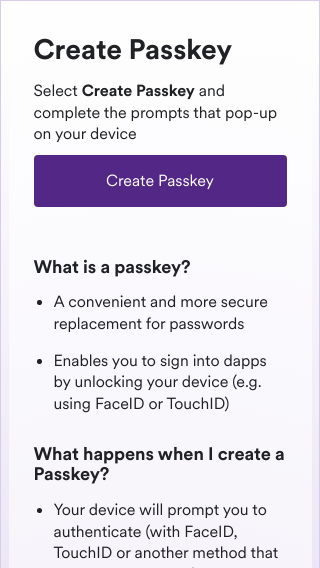 Create Passkey
Select Create Passkey and
complete the prompts that pop-up
on your device
Create Passkey
What is a passkey?
• A convenient and more secure
replacement for passwords
• Enables you to sign into dapps
by unlocking your device (e.g.
using FaceID or TouchID)
What happens when I create a
Passkey?
• Your device will prompt you to
authenticate (with FaceID,
TouchID or another method that